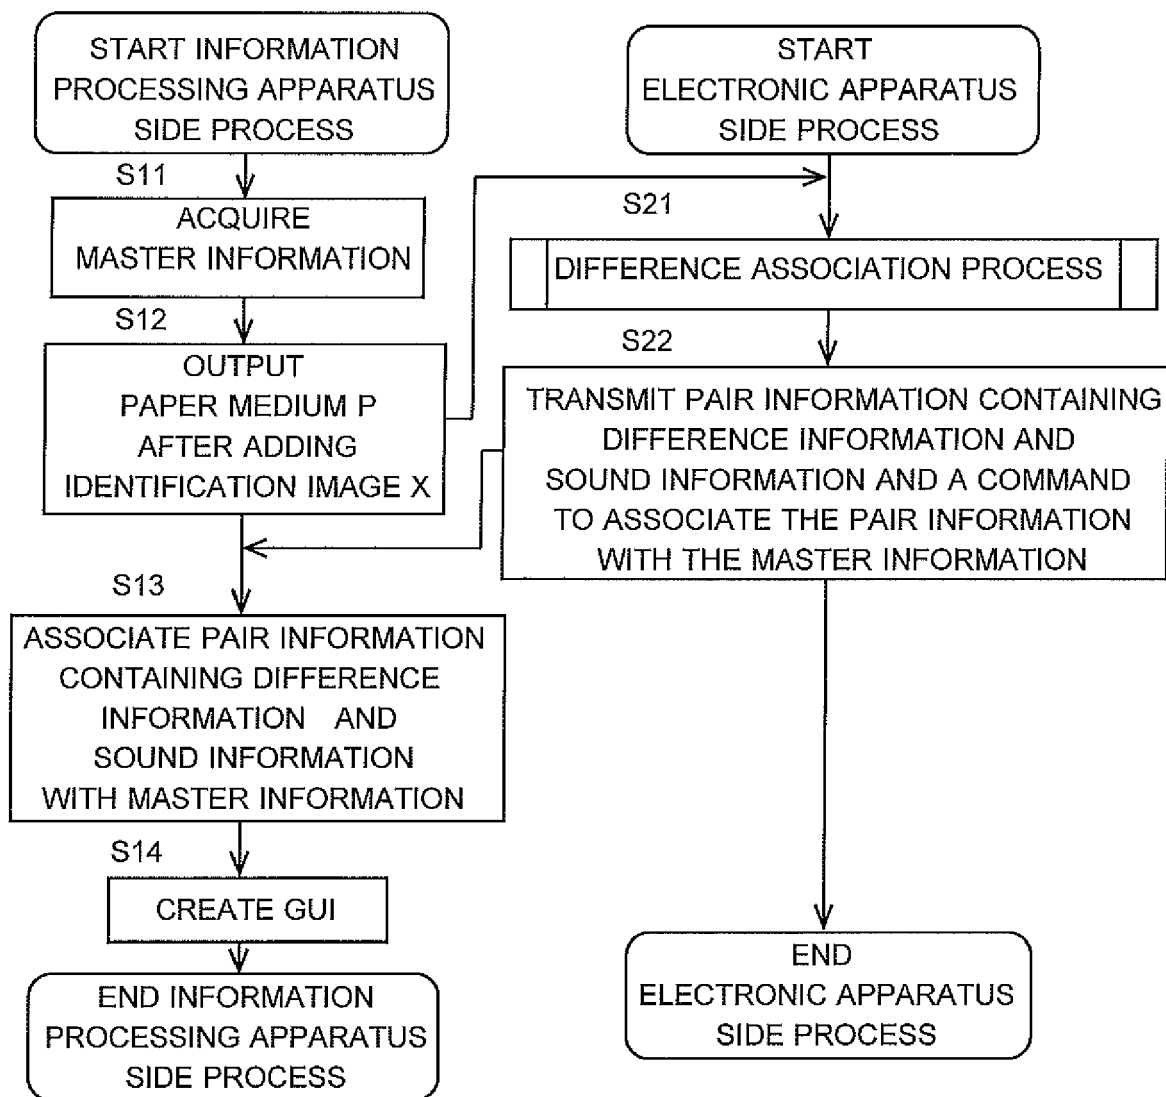 START INFORMATION
PROCESSING APPARATUS
SIDE PROCESS
S11
ACQUIRE
MASTER INFORMATION
S12
OUTPUT
PAPER MEDIUM P
AFTER ADDING
IDENTIFICATION IMAGE X
S13
ASSOCIATE PAIR INFORMATION
CONTAINING DIFFERENCE
INFORMATION AND
SOUND INFORMATION
WITH MASTER INFORMATION
S14
CREATE GUI
END INFORMATION
PROCESSING APPARATUS
SIDE PROCESS
START
ELECTRONIC APPARATUS
SIDE PROCESS
S21
DIFFERENCE ASSOCIATION PROCESS
S22
TRANSMIT PAIR INFORMATION CONTAINING
DIFFERENCE INFORMATION AND
SOUND INFORMATION AND A COMMAND
TO ASSOCIATE THE PAIR INFORMATION
WITH THE MASTER INFORMATION
END
ELECTRONIC APPARATUS
SIDE PROCESS